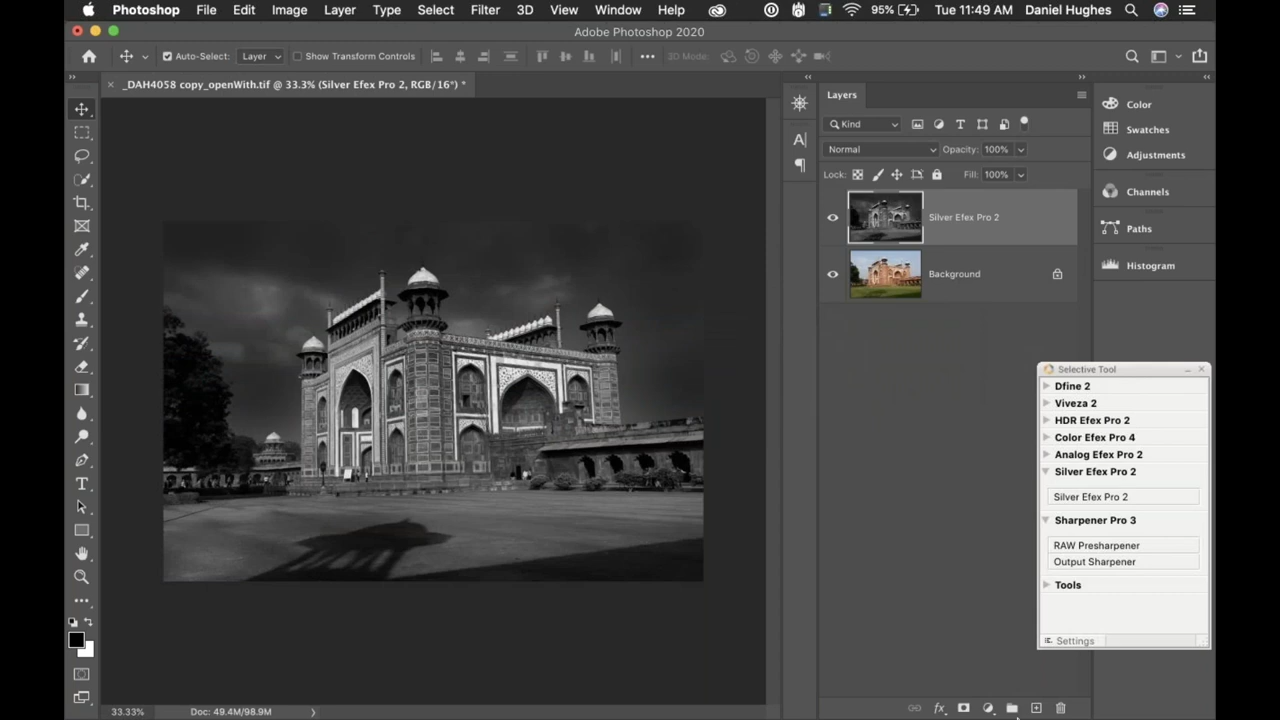 Photoshop File Edit Image Layer Type Select Filter 3D View Window Help 95% Tue 11:49 AM Daniel Hughes
Adobe Photoshop 2020
Auto-Select: Layer Show Transform Controls 3D Mode:
_DAH4058 copy_openWith.tif @ 33.3% (Silver Efex Pro 2, RGB/16*) *
Layers
Kind
Normal Opacity: 100%
Lock: Fill: 100%
Silver Efex Pro 2
Background
Color
Swatches
Adjustments
Channels
Paths
Histogram
Selective Tool
Dfine 2
Viveza 2
HDR Efex Pro 2
Color Efex Pro 4
Analog Efex Pro 2
Silver Efex Pro 2
Silver Efex Pro 2
Sharpener Pro 3
RAW Presharpener
Output Sharpener
Tools
Settings
33.33% Doc: 49.4M/98.9M